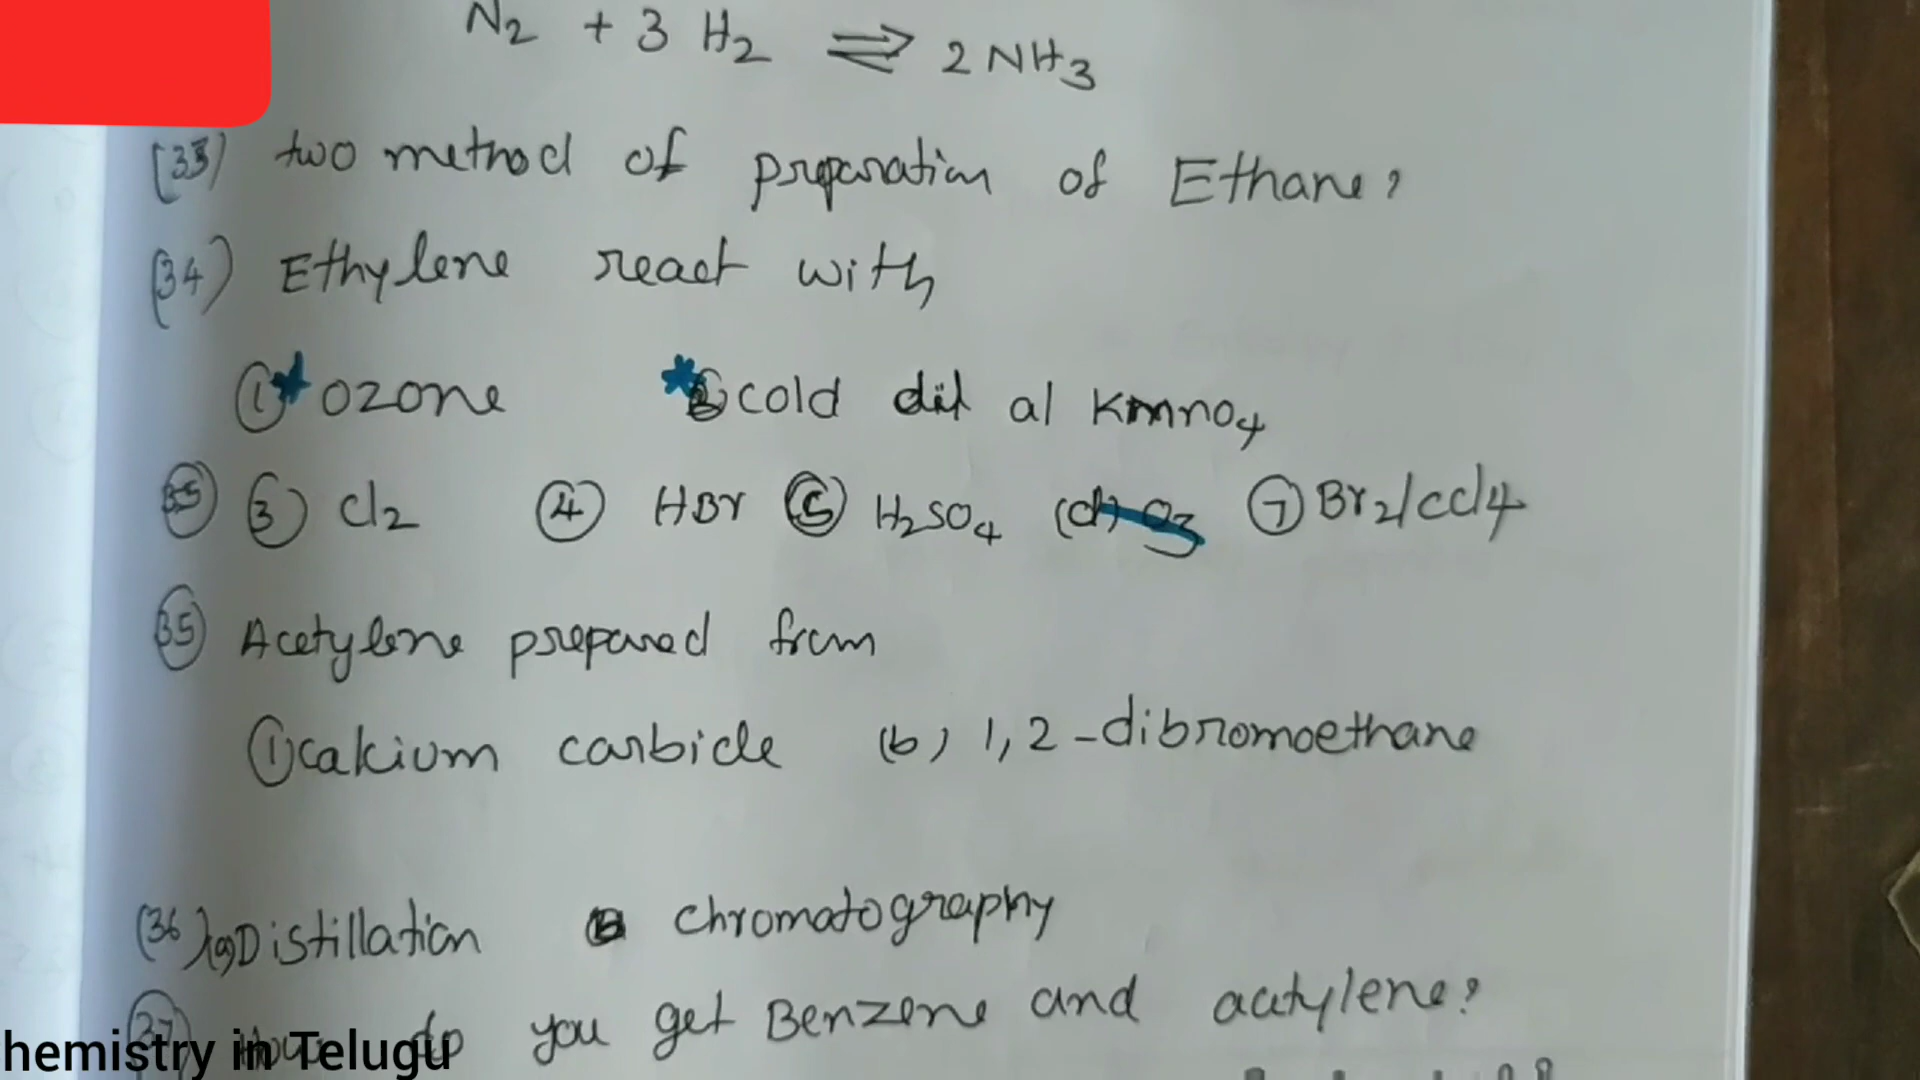 N2 + 3 H2 ⇌ 2 NH3
(33) two method of preparation of Ethane?
(34) Ethylene react with
① * Ozone * cold dil al KMnO4
③ Cl2 ④ HBr ⑤ H2SO4 (d) O3 ⑦ Br2/CCl4
35 Acetylene prepared from
① calcium carbide (b) 1,2-dibromoethane
(36) (a) Distillation B chromatography
(37) How do you get Benzene and acetylene?
hemistry in Telugu